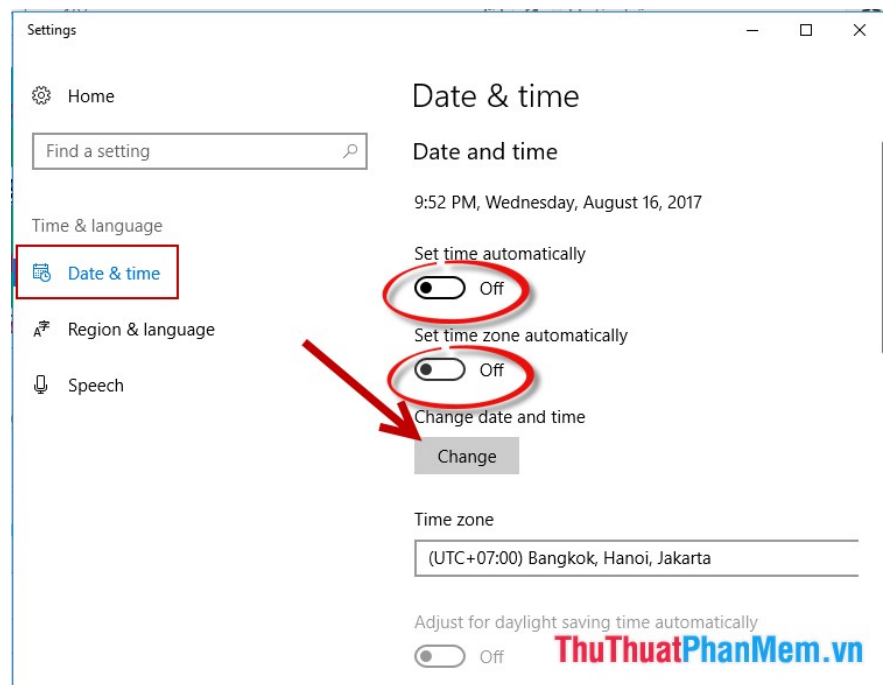 Settings
Home
Find a setting
Time & language
Date & time
Region & language
Speech
Date & time
Date and time
9:52 PM, Wednesday, August 16, 2017
Set time automatically
Off
Set time zone automatically
Off
Change date and time
Change
Time zone
(UTC+07:00) Bangkok, Hanoi, Jakarta
Adjust for daylight saving time automatically
Off
ThuThuatPhanMem.vn